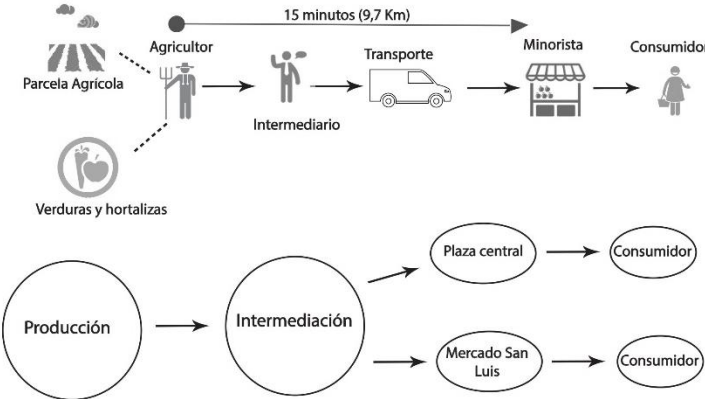 15 minutos (9,7 Km)
Agricultor
Transporte
Minorista
Consumidor
Parcela Agrícola
Intermediario
Verduras y hortalizas
Plaza central
Consumidor
Producción
Intermediación
Mercado San
Luis
Consumidor